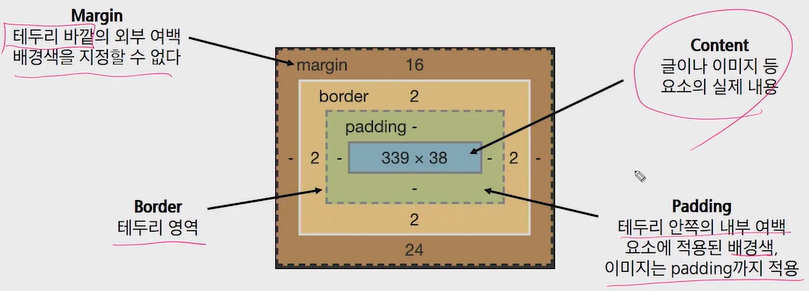 Margin
테두리 바깥의 외부 여백
배경색을 지정할 수 없다
Content
글이나 이미지 등
요소의 실제 내용
margin 16
border 2
padding -
- 2 - 339 × 38 - 2 -
-
2
24
Border
테두리 영역
Padding
테두리 안쪽의 내부 여백
요소에 적용된 배경색,
이미지는 padding까지 적용